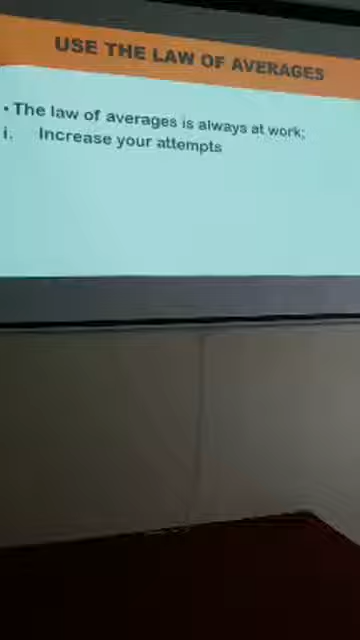 USE THE LAW OF AVERAGES
• The law of averages is always at work;
i. Increase your attempts